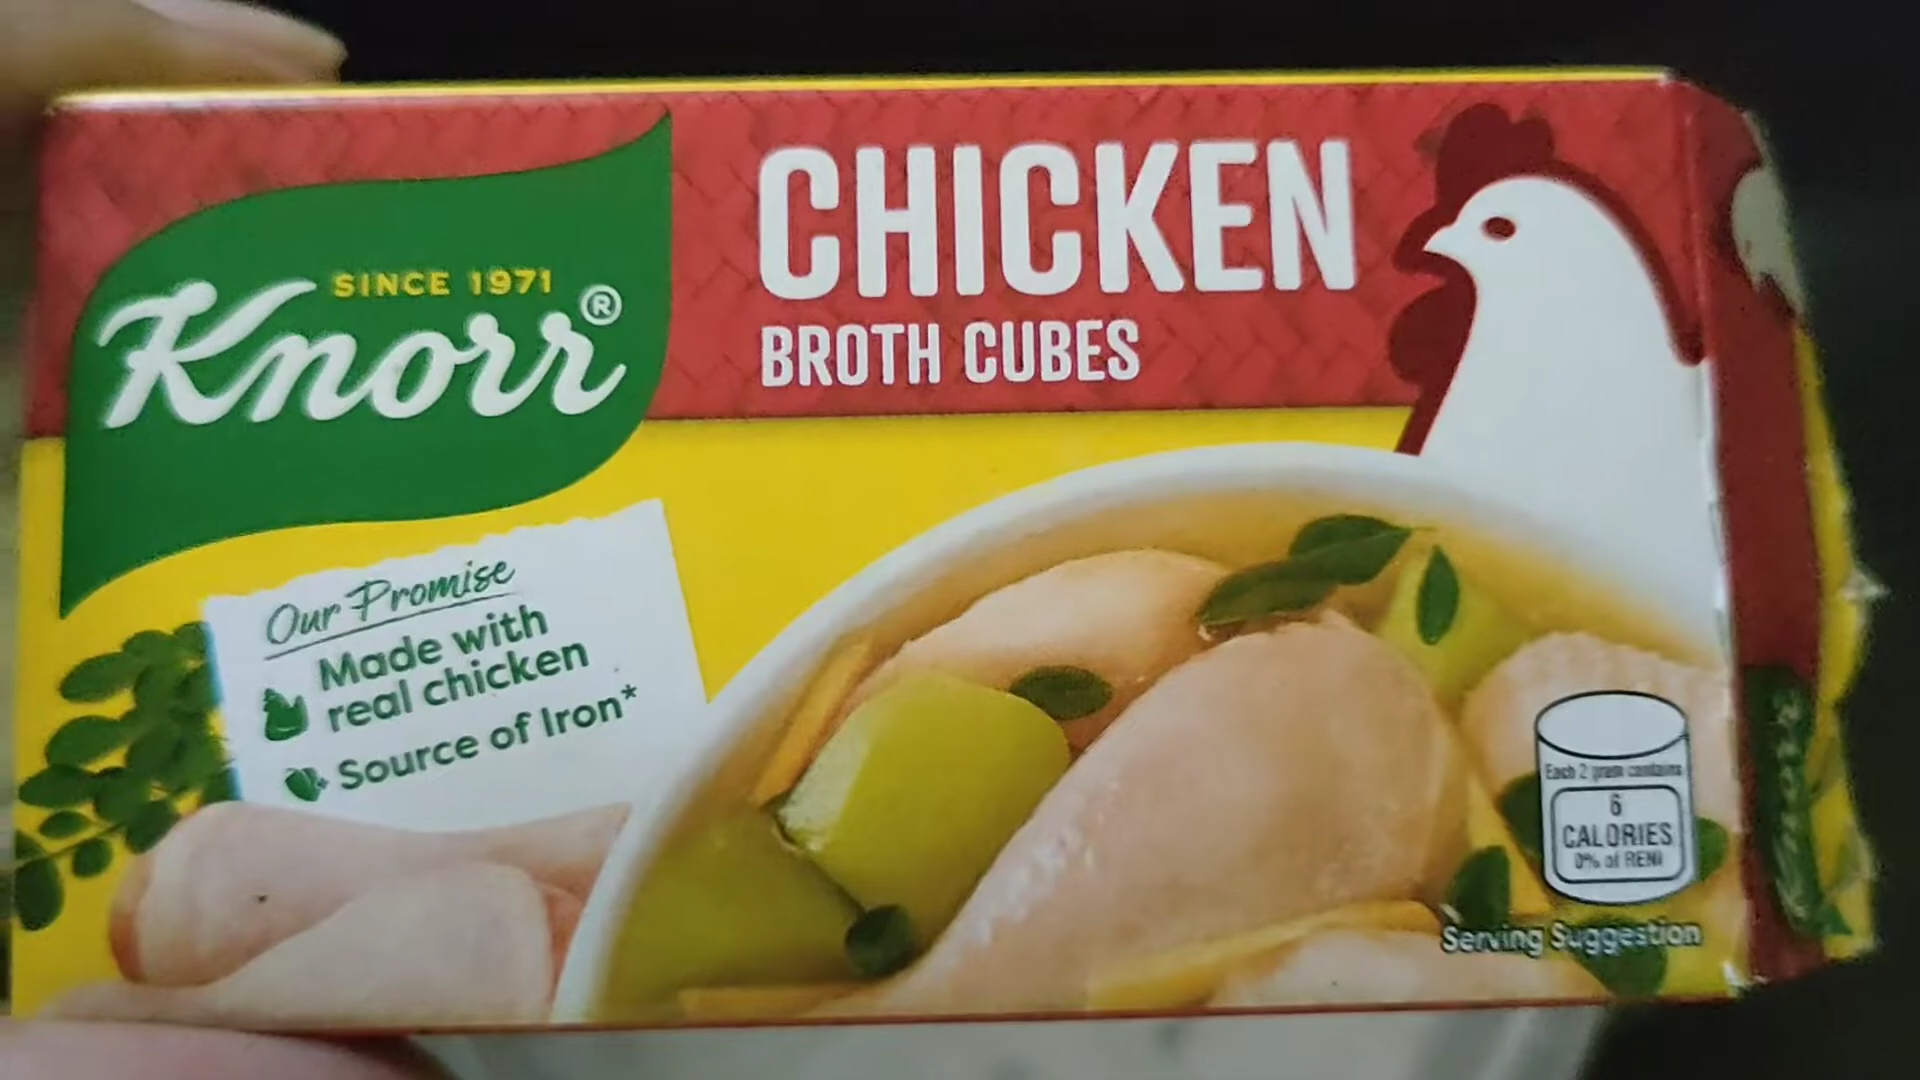 SINCE 1971
Knorr®
CHICKEN
BROTH CUBES
Our Promise
Made with
real chicken
Source of Iron*
Each 2 gram contains
6
CALORIES
0% of RENI
Serving Suggestion
Knorr